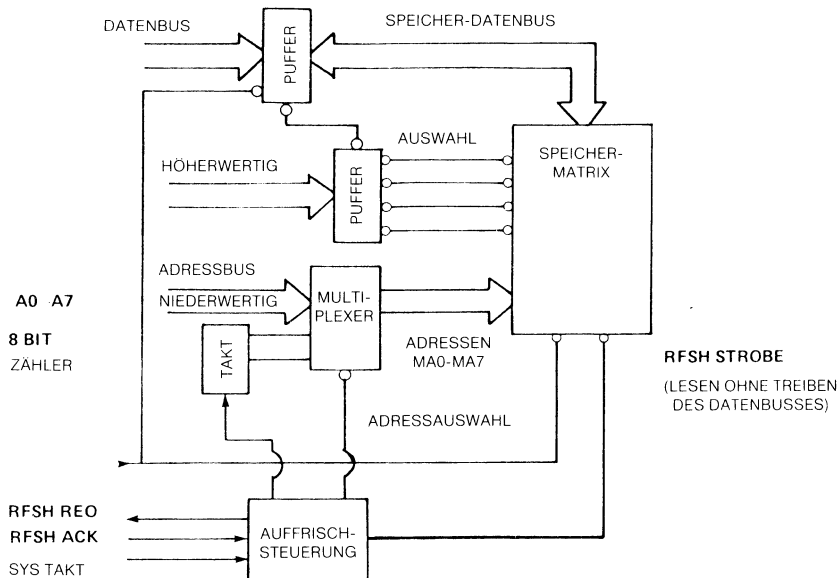 DATENBUS
SPEICHER-DATENBUS
PUFFER
AUSWAHL
SPEICHER-
MATRIX
HÖHERWERTIG
PUFFER
ADRESSBUS
A0 A7
NIEDERWERTIG
MULTI-
PLEXER
8 BIT
ZÄHLER
TAKT
ADRESSEN
MA0-MA7
RFSH STROBE
(LESEN OHNE TREIBEN
DES DATENBUSSES)
ADRESSAUSWAHL
RFSH REO
RFSH ACK
SYS TAKT
AUFFRISCH-
STEUERUNG